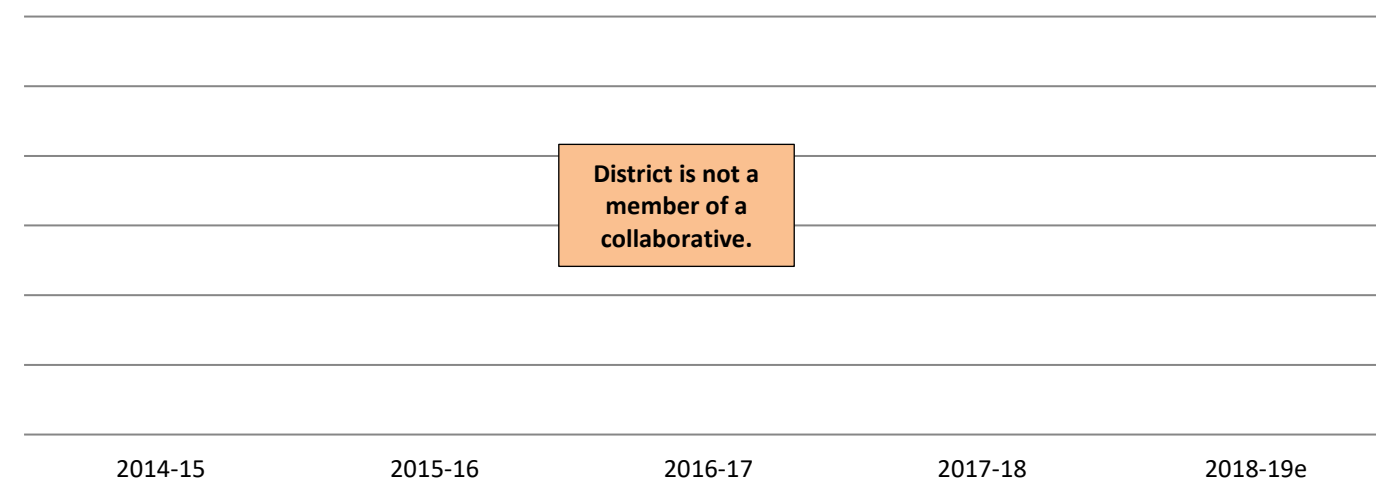 District is not a
member of a
collaborative.
2014-15 2015-16 2016-17 2017-18 2018-19e